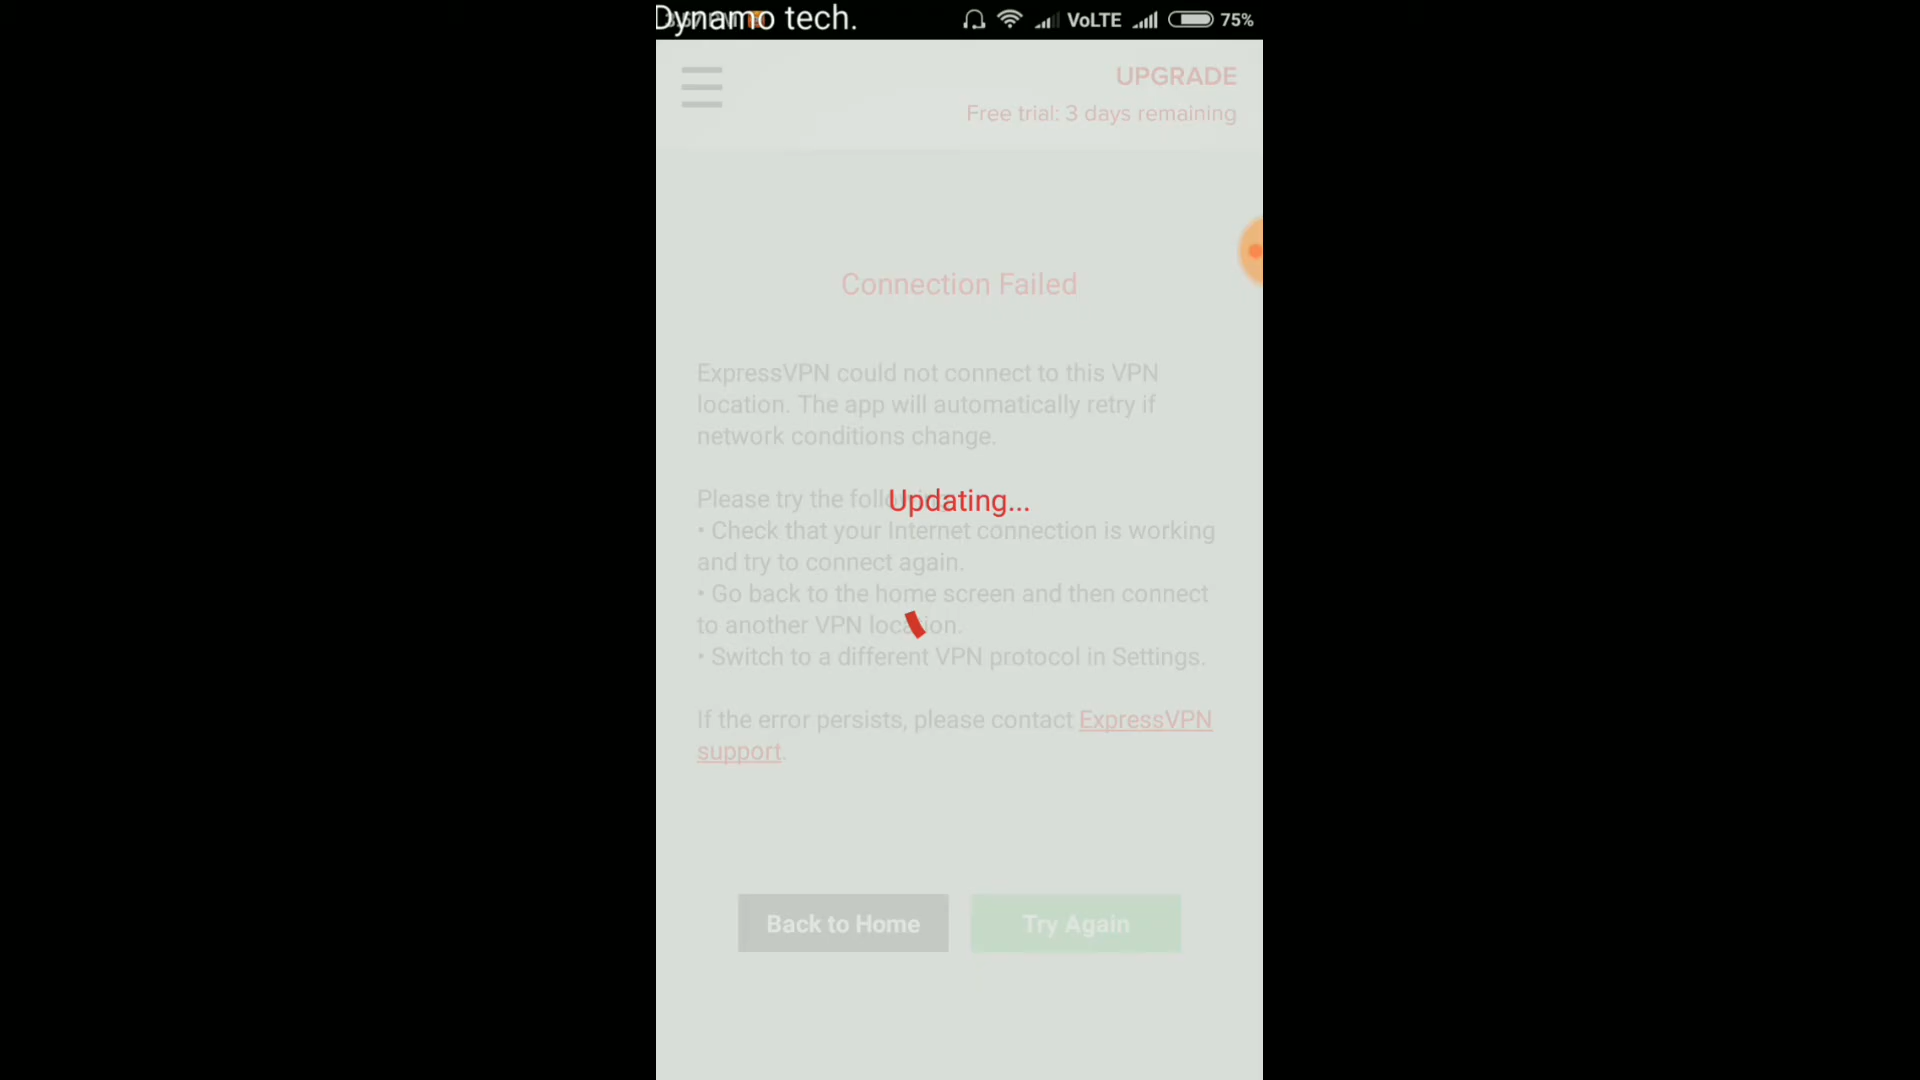 Dynamo tech.
VoLTE 75%
UPGRADE
Free trial: 3 days remaining
Connection Failed
ExpressVPN could not connect to this VPN
location. The app will automatically retry if
network conditions change.
Please try the
Updating...
• Check that your Internet connection is working
and try to connect again.
• Go back to the home screen and then connect
to another VPN location.
• Switch to a different VPN protocol in Settings.
If the error persists, please contact ExpressVPN
support.
Back to Home
Try Again